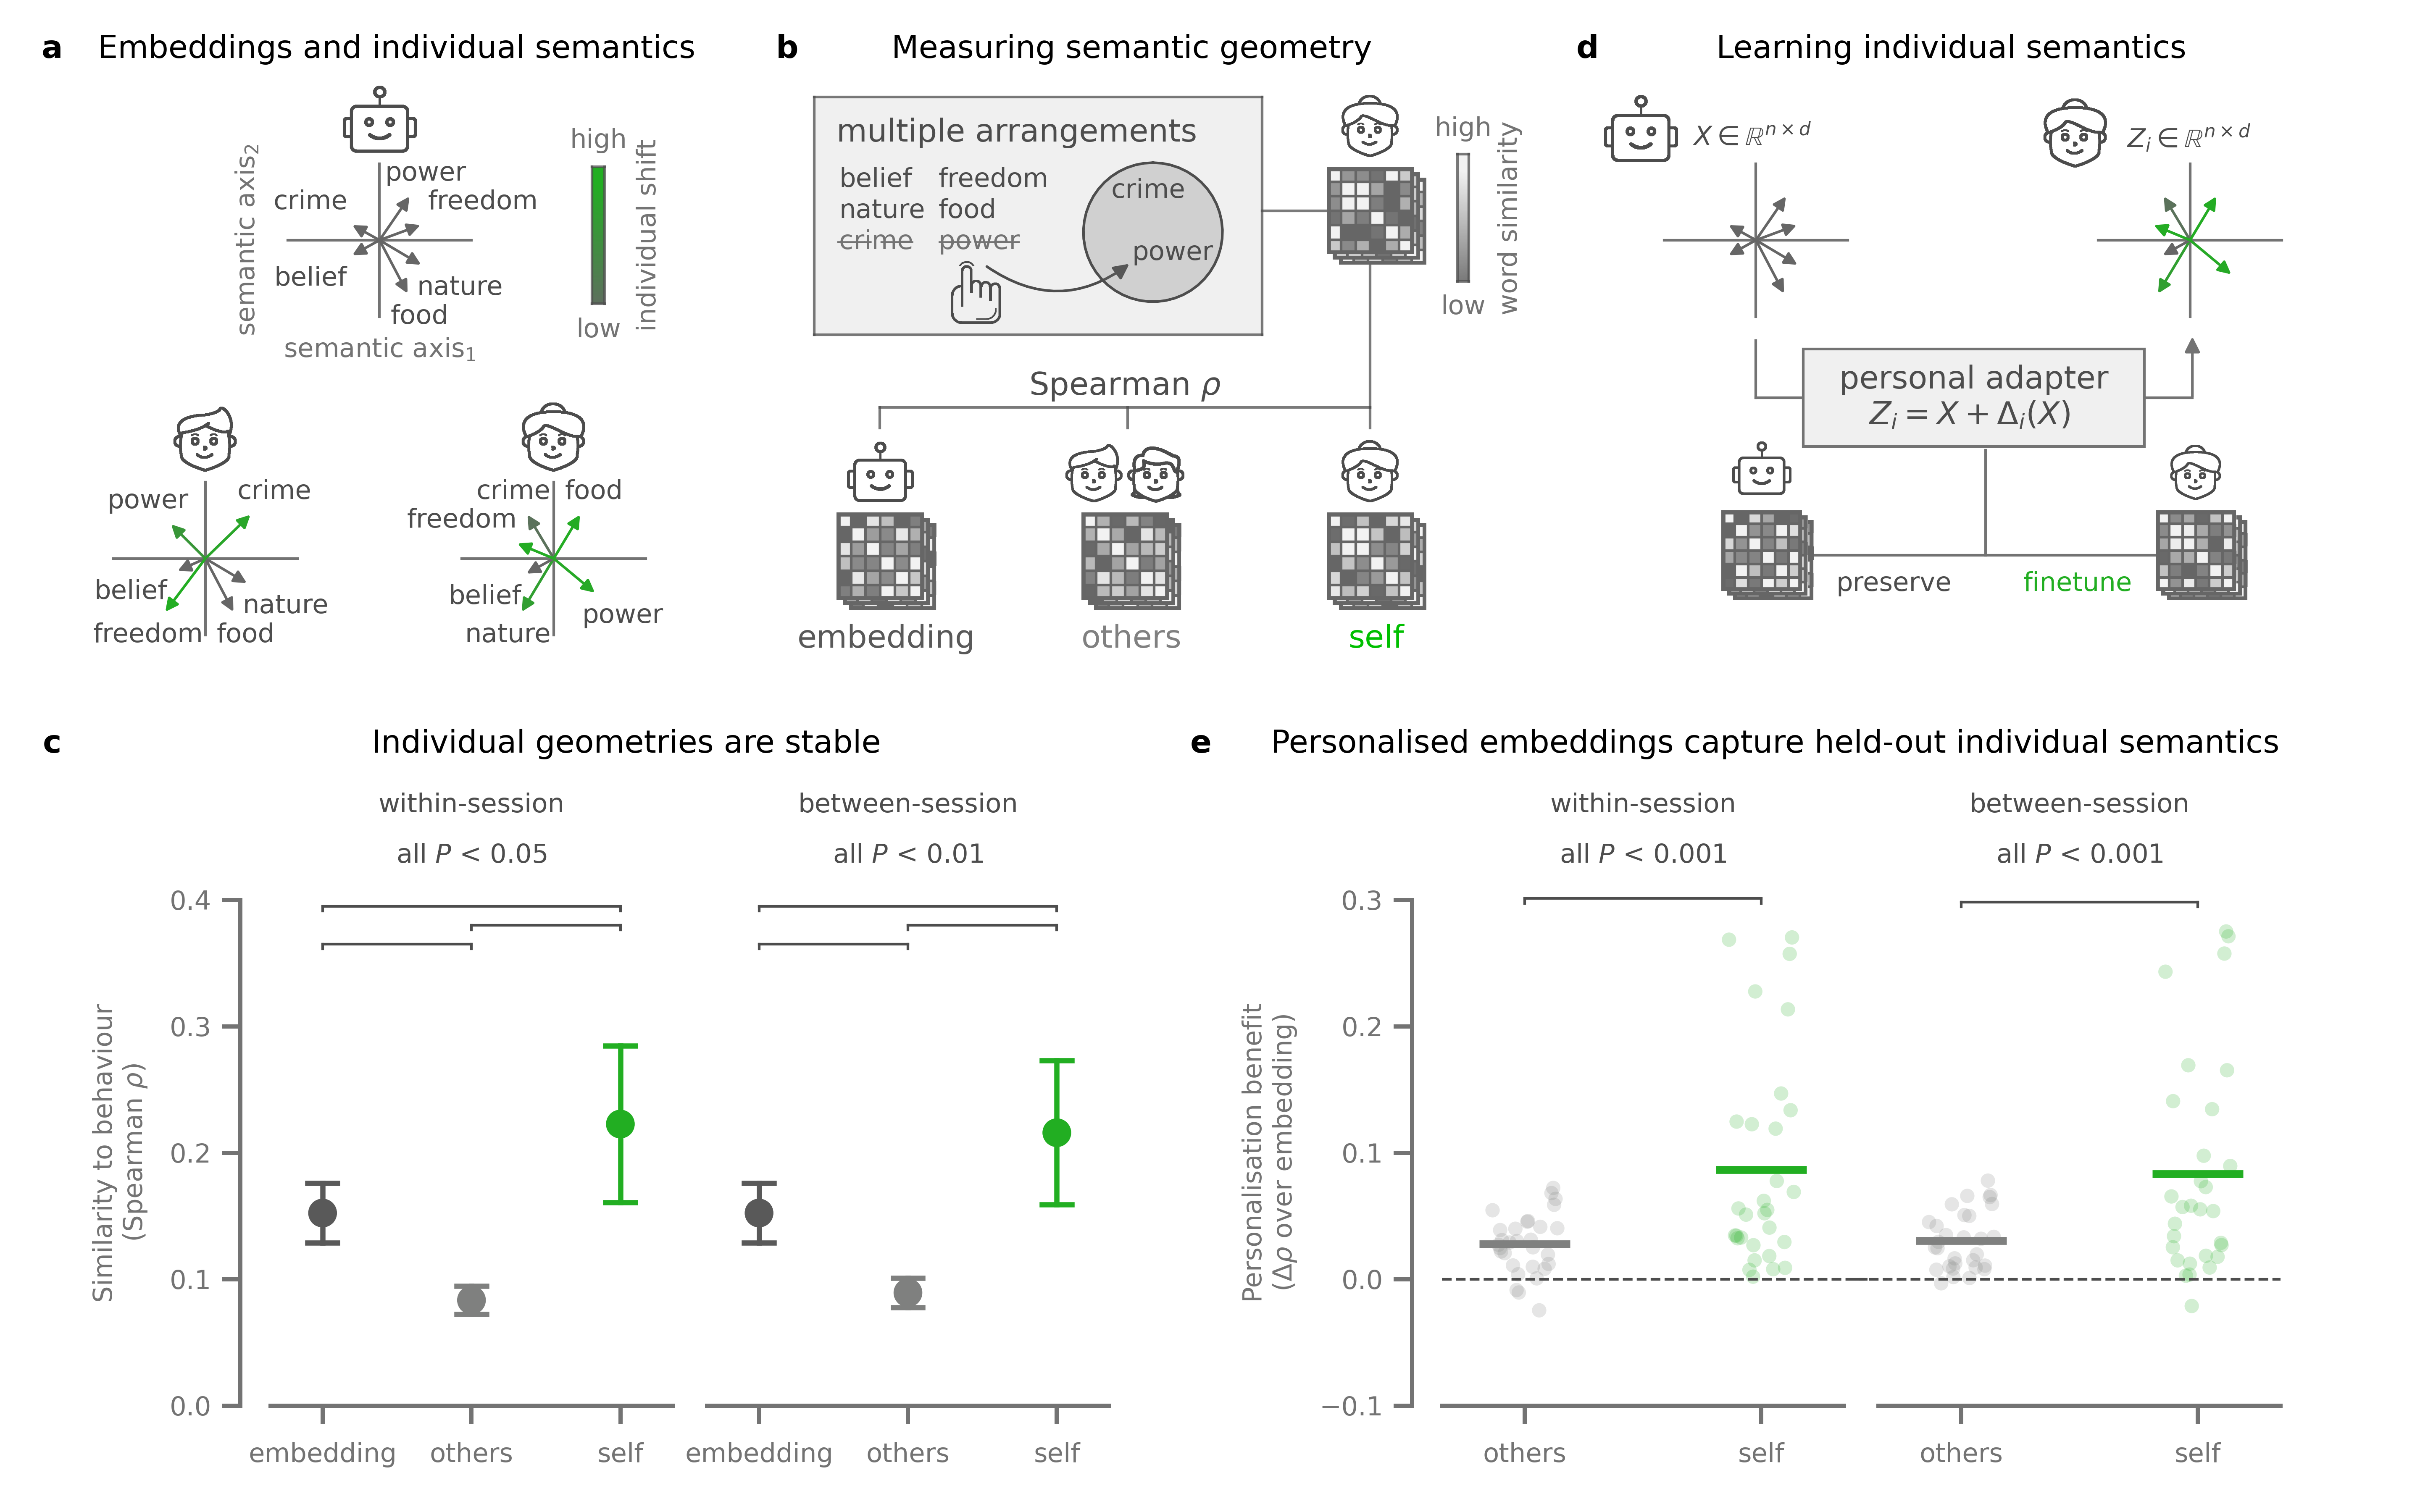 a Embeddings and individual semantics
semantic axis₂
power
crime
freedom
belief
nature
food
semantic axis₁
high
individual shift
low
power
crime
belief
nature
freedom
food
crime
food
freedom
belief
power
nature
b Measuring semantic geometry
multiple arrangements
belief freedom
nature food
crime power
crime
power
high
word similarity
low
Spearman ρ
embedding
others
self
d Learning individual semantics
X ∈ ℝⁿ ˣ ᵈ
Zᵢ ∈ ℝⁿ ˣ ᵈ
personal adapter
Zᵢ = X + Δᵢ(X)
preserve
finetune
c Individual geometries are stable
within-session
all P < 0.05
between-session
all P < 0.01
Similarity to behaviour
(Spearman ρ)
0.4
0.3
0.2
0.1
0.0
embedding
others
self
embedding
others
self
e Personalised embeddings capture held-out individual semantics
within-session
all P < 0.001
between-session
all P < 0.001
Personalisation benefit
(Δρ over embedding)
0.3
0.2
0.1
0.0
−0.1
others
self
others
self